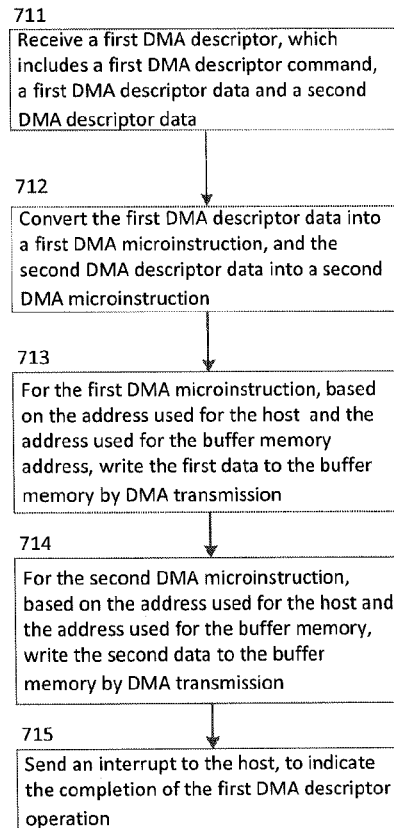 711
Receive a first DMA descriptor, which
includes a first DMA descriptor command,
a first DMA descriptor data and a second
DMA descriptor data
712
Convert the first DMA descriptor data into
a first DMA microinstruction, and the
second DMA descriptor data into a second
DMA microinstruction
713
For the first DMA microinstruction, based
on the address used for the host and the
address used for the buffer memory
address, write the first data to the buffer
memory by DMA transmission
714
For the second DMA microinstruction,
based on the address used for the host and
the address used for the buffer memory,
write the second data to the buffer
memory by DMA transmission
715
Send an interrupt to the host, to indicate
the completion of the first DMA descriptor
operation